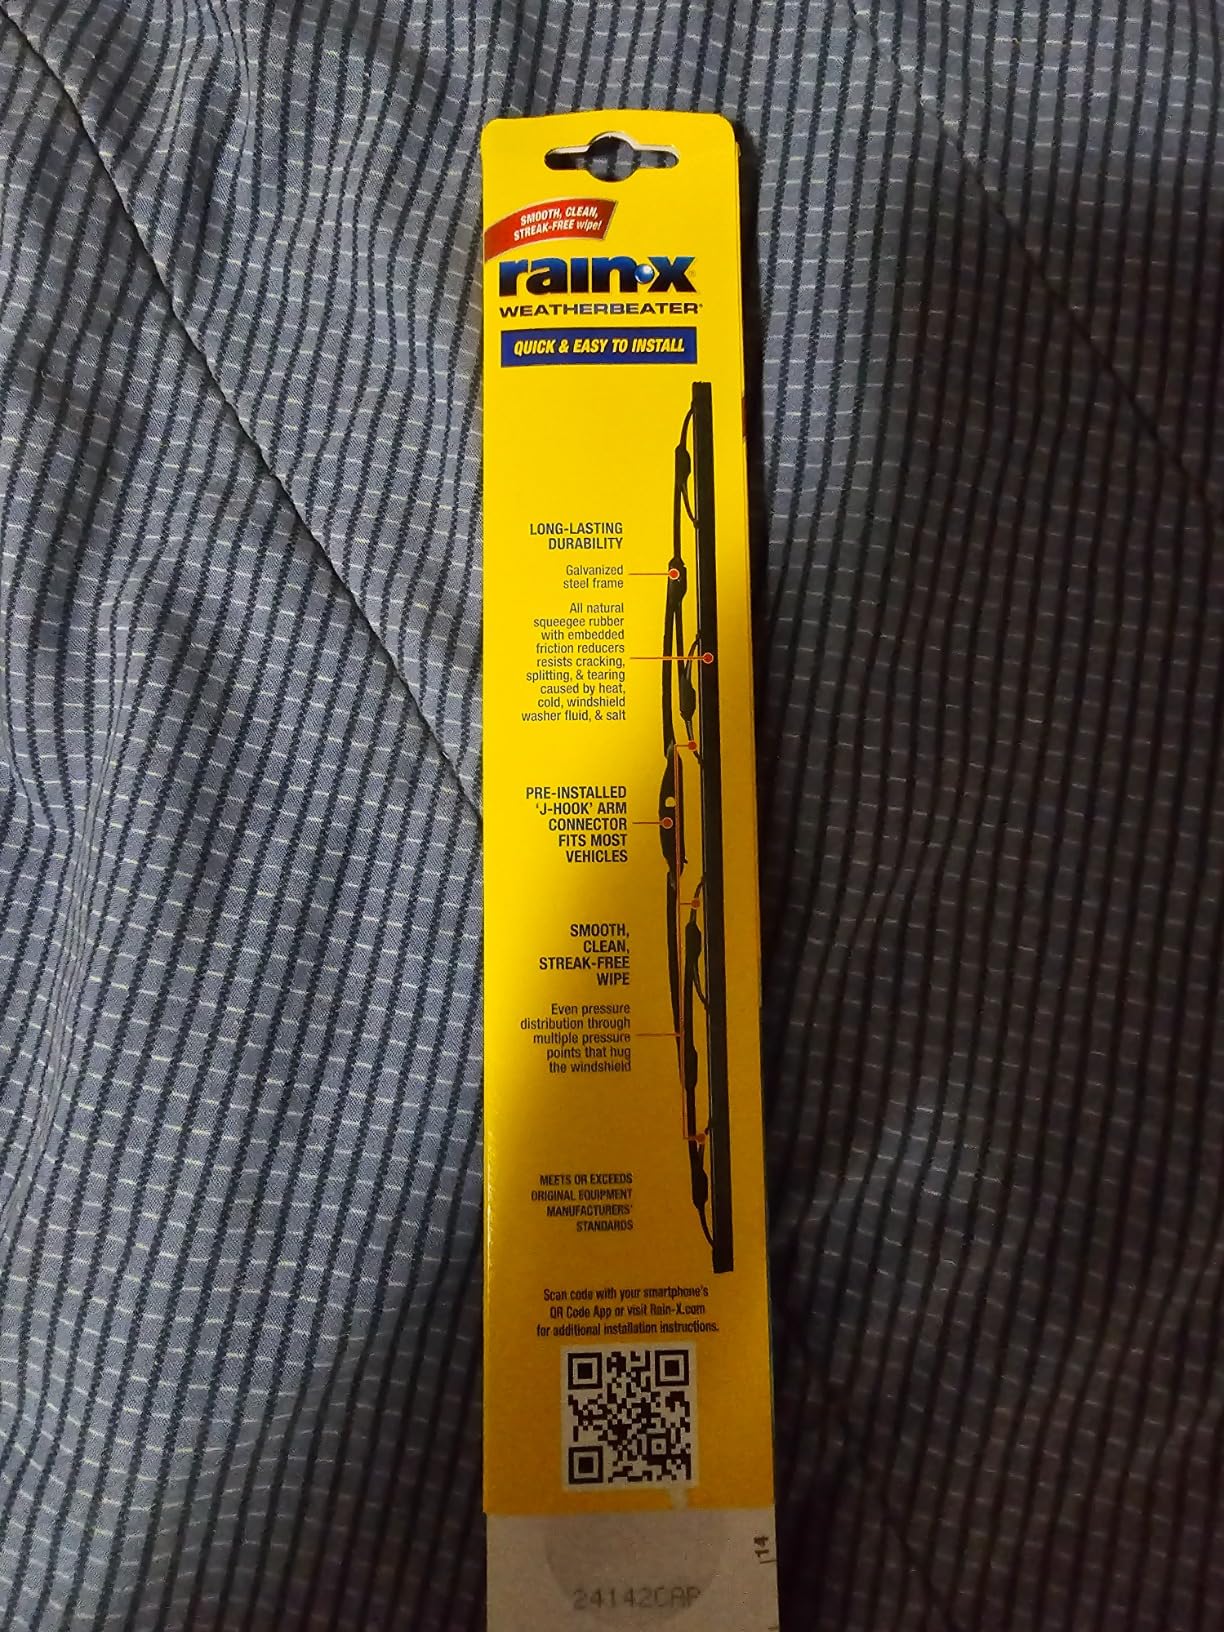 SMOOTH, CLEAN,
STREAK-FREE wipe!
rain-x®
WEATHERBEATER®
QUICK & EASY TO INSTALL
LONG-LASTING
DURABILITY
Galvanized
steel frame
All natural
squeegee rubber
with embedded
friction reducers
resists cracking,
splitting, & tearing
caused by heat,
cold, windshield
washer fluid, & salt
PRE-INSTALLED
‘J-HOOK’ ARM
CONNECTOR
FITS MOST
VEHICLES
SMOOTH,
CLEAN,
STREAK-FREE
WIPE
Even pressure
distribution through
multiple pressure
points that hug
the windshield
MEETS OR EXCEEDS
ORIGINAL EQUIPMENT
MANUFACTURERS’
STANDARDS
Scan code with your smartphone's
QR Code App or visit Rain-X.com
for additional installation instructions.
14
24142CAP